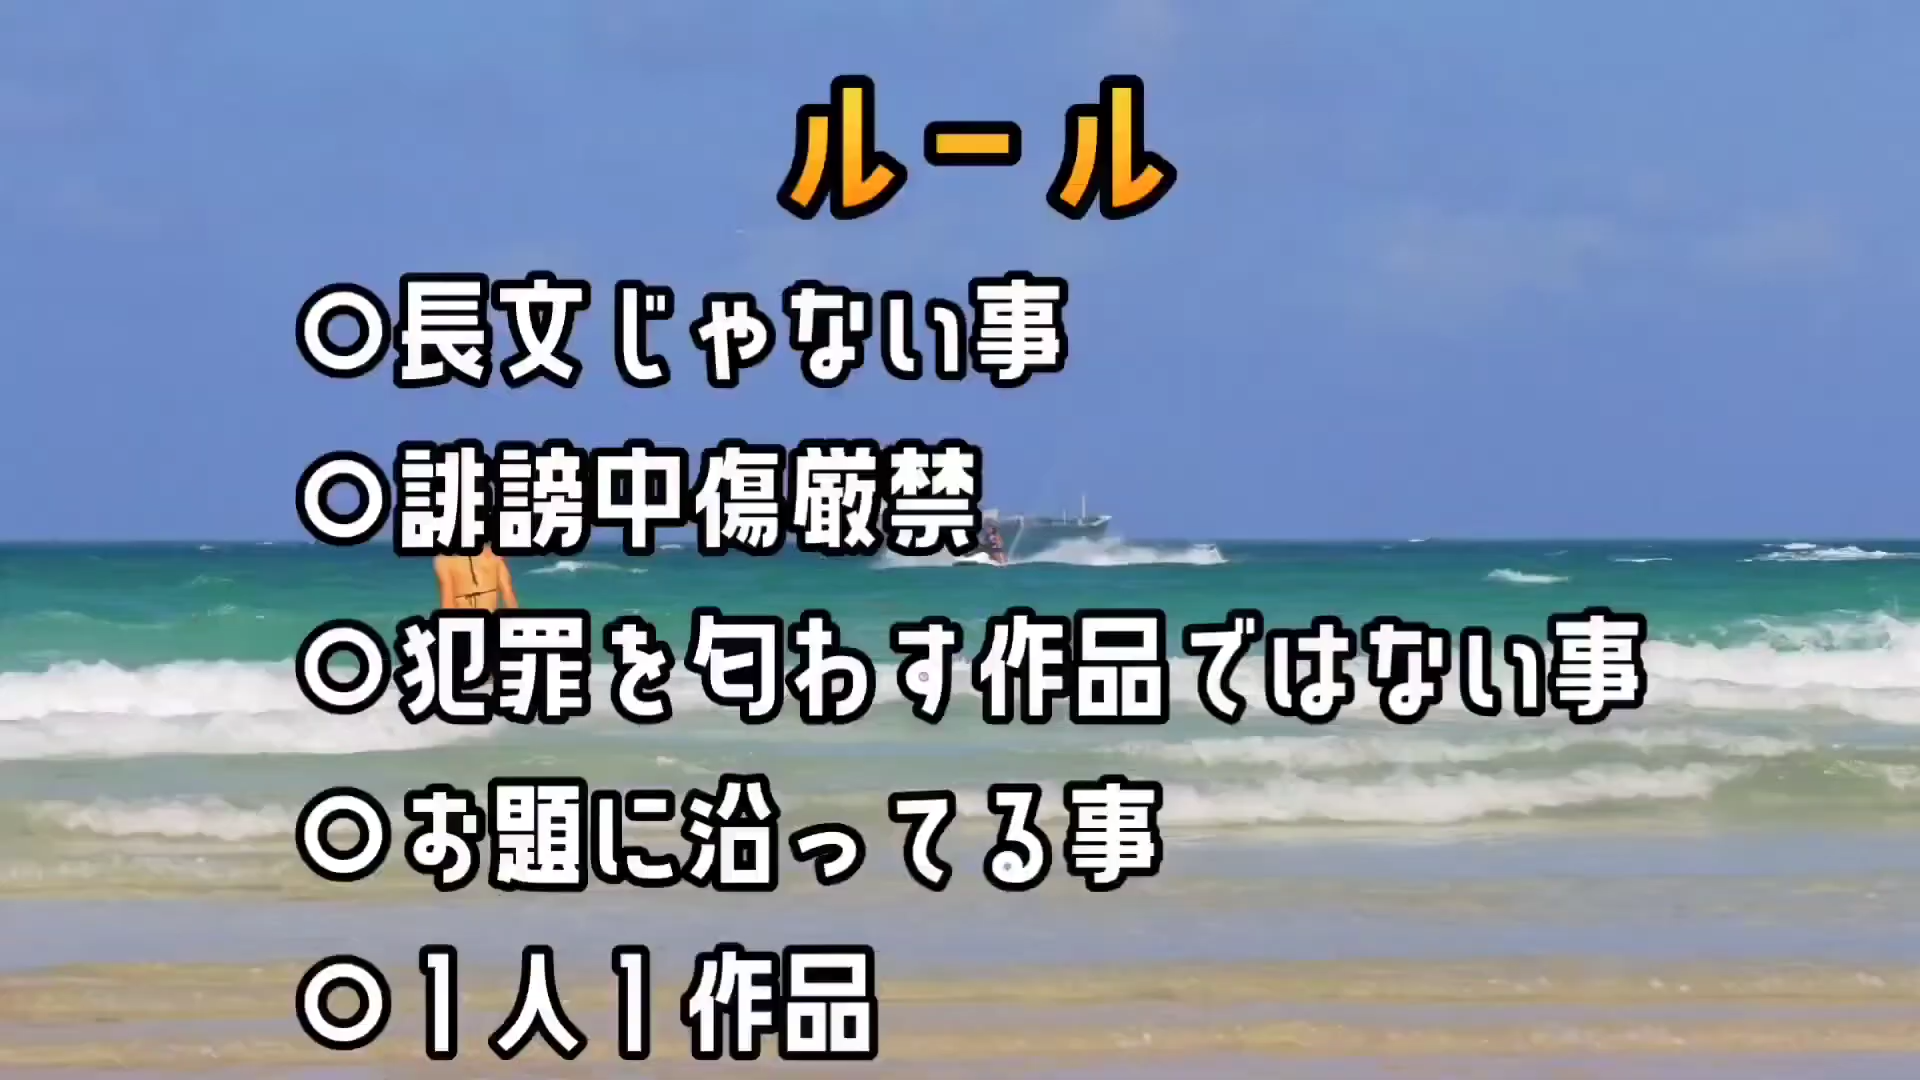 ルール
○長文じゃない事
○誹謗中傷厳禁
○犯罪を匂わす作品ではない事
○お題に沿ってる事
○1人1作品